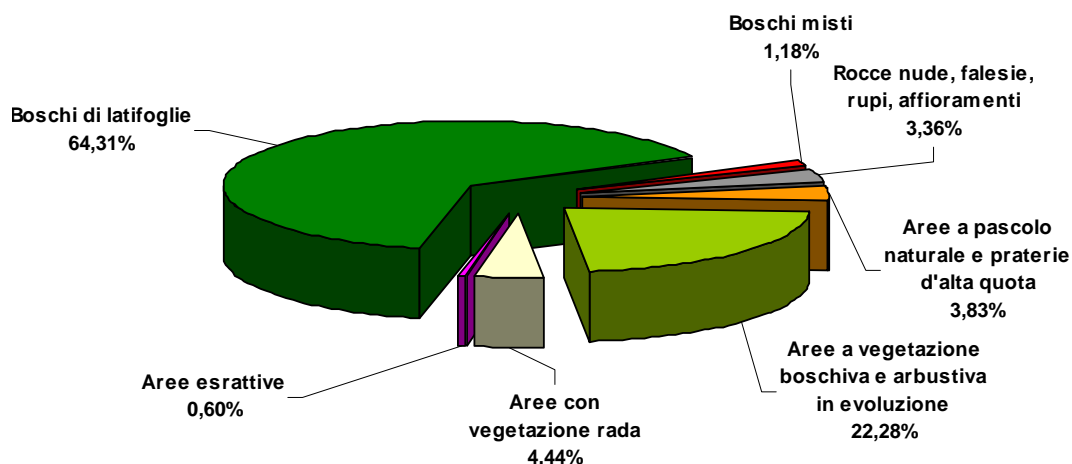 Boschi misti
1,18%
Rocce nude, falesie,
rupi, affioramenti
3,36%
Boschi di latifoglie
64,31%
Aree a pascolo
naturale e praterie
d'alta quota
3,83%
Aree a vegetazione
boschiva e arbustiva
in evoluzione
22,28%
Aree esrattive
0,60%
Aree con
vegetazione rada
4,44%